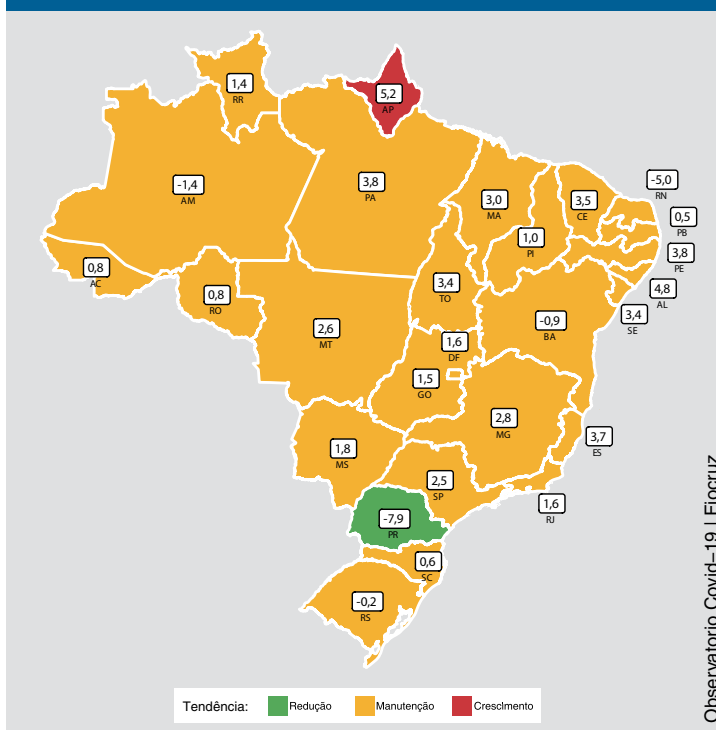 1,4
RR
5,2
AP
-1,4
AM
3,8
PA
3,0
MA
3,5
CE
-5,0
RN
0,5
PB
1,0
PI
3,8
PE
0,8
AC
0,8
RO
3,4
TO
4,8
AL
3,4
SE
2,6
MT
-0,9
BA
1,6
DF
1,5
GO
2,8
MG
3,7
ES
1,8
MS
2,5
SP
1,6
RJ
-7,9
PR
0,6
SC
-0,2
RS
Observatorio Covid−19 | Fiocruz
Tendência: Redução Manutenção Crescimento